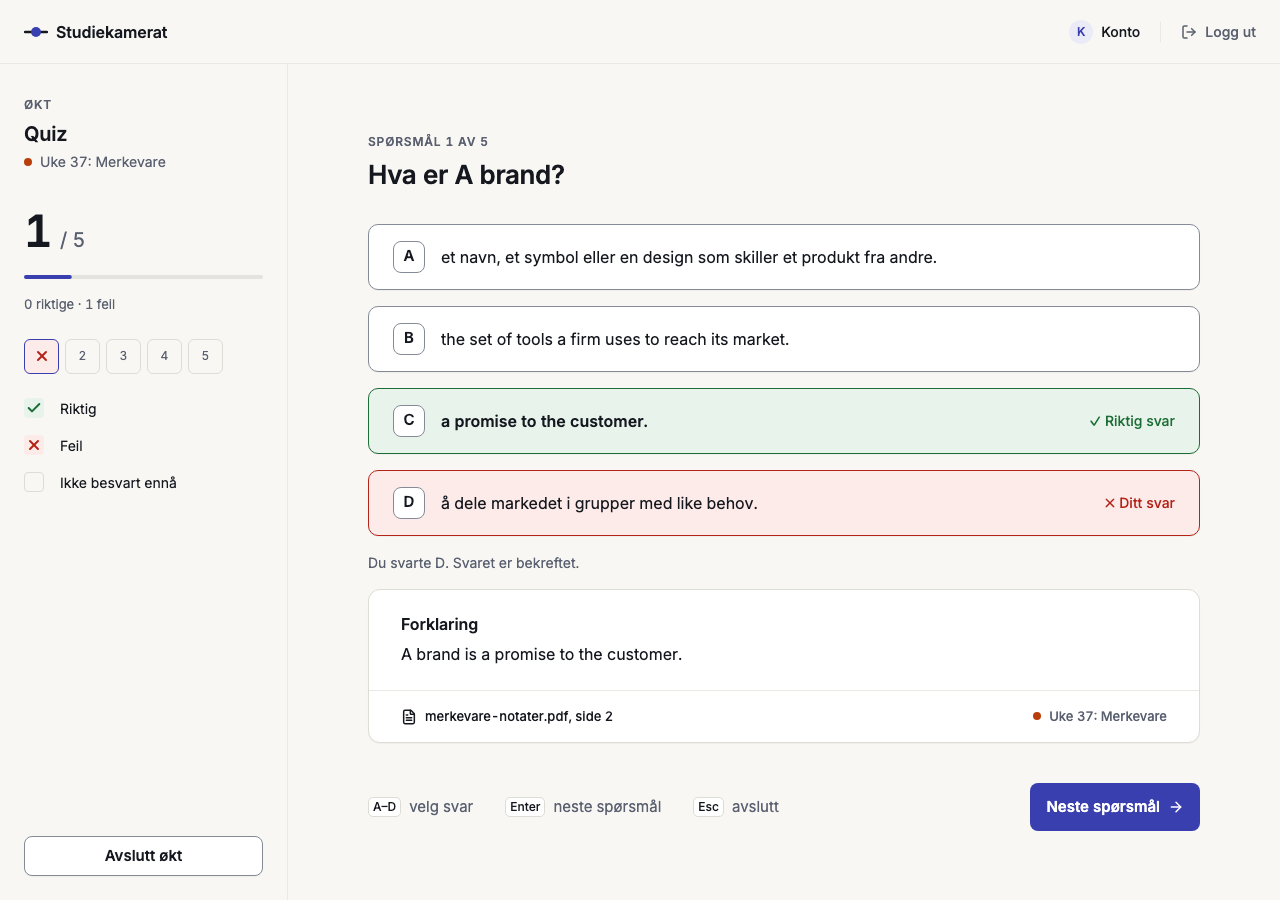 Studiekamerat
K Konto
Logg ut
ØKT
Quiz
Uke 37: Merkevare
1 / 5
0 riktige · 1 feil
2 3 4 5
Riktig
Feil
Ikke besvart ennå
Avslutt økt
SPØRSMÅL 1 AV 5
Hva er A brand?
A et navn, et symbol eller en design som skiller et produkt fra andre.
B the set of tools a firm uses to reach its market.
C a promise to the customer. Riktig svar
D å dele markedet i grupper med like behov. Ditt svar
Du svarte D. Svaret er bekreftet.
Forklaring
A brand is a promise to the customer.
merkevare-notater.pdf, side 2 Uke 37: Merkevare
A–D velg svar Enter neste spørsmål Esc avslutt
Neste spørsmål